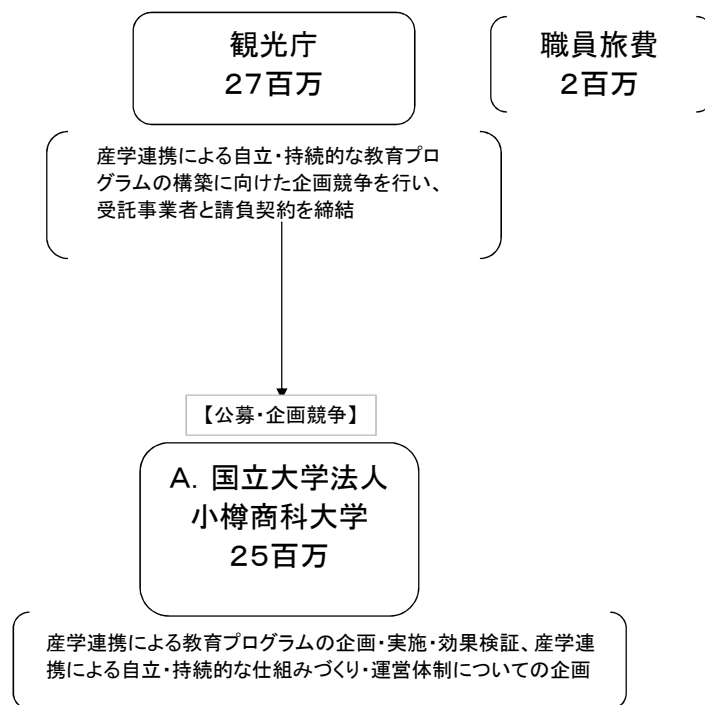 観光庁
27百万
職員旅費
2百万
産学連携による自立・持続的な教育プロ
グラムの構築に向けた企画競争を行い、
受託事業者と請負契約を締結
【公募・企画競争】
A. 国立大学法人
小樽商科大学
25百万
産学連携による教育プログラムの企画・実施・効果検証、産学連
携による自立・持続的な仕組みづくり・運営体制についての企画